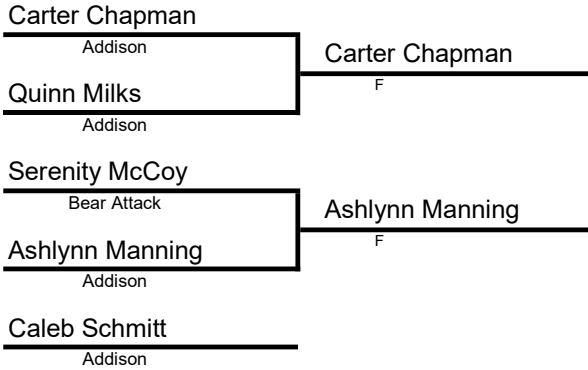 Carter Chapman
Addison
Carter Chapman
F
Quinn Milks
Addison
Serenity McCoy
Bear Attack
Ashlynn Manning
F
Ashlynn Manning
Addison
Caleb Schmitt
Addison